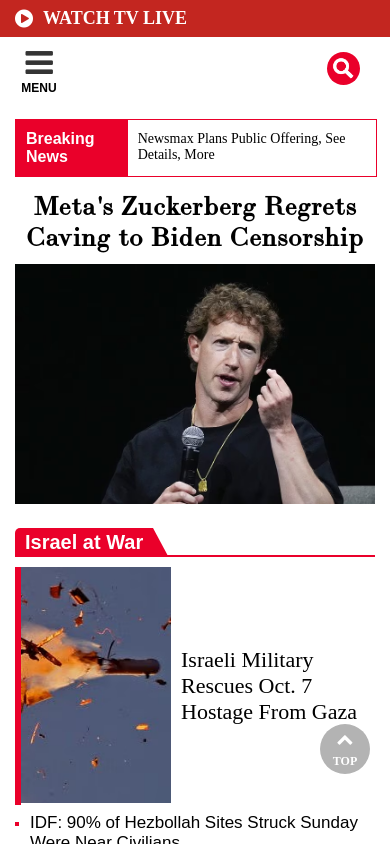 WATCH TV LIVE
MENU
Breaking
News
Newsmax Plans Public Offering, See
Details, More
Meta's Zuckerberg Regrets
Caving to Biden Censorship
Israel at War
Israeli Military
Rescues Oct. 7
Hostage From Gaza
TOP
IDF: 90% of Hezbollah Sites Struck Sunday
Were Near Civilians